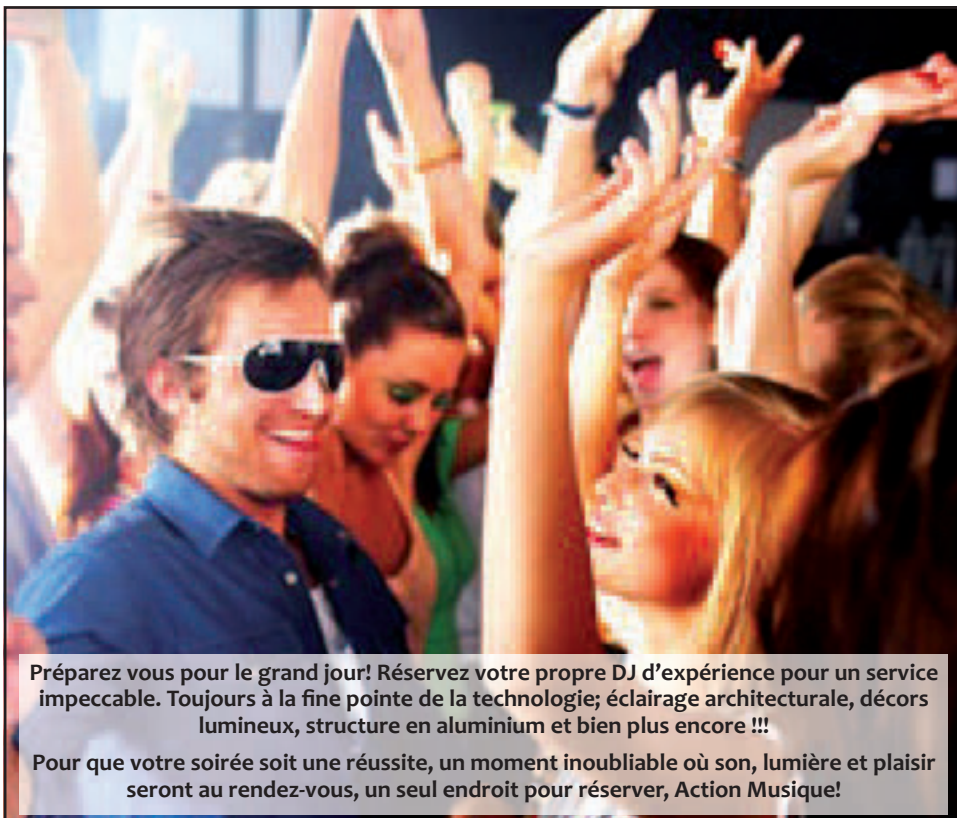 Préparez vous pour le grand jour! Réservez votre propre DJ d’expérience pour un service
impeccable. Toujours à la fine pointe de la technologie; éclairage architecturale, décors
lumineux, structure en aluminium et bien plus encore !!!
Pour que votre soirée soit une réussite, un moment inoubliable où son, lumière et plaisir
seront au rendez-vous, un seul endroit pour réserver, Action Musique!